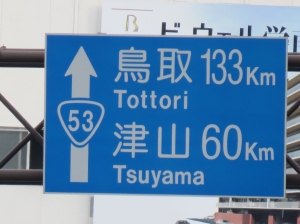 B
鳥取 133Km
Tottori
53
津山 60Km
Tsuyama